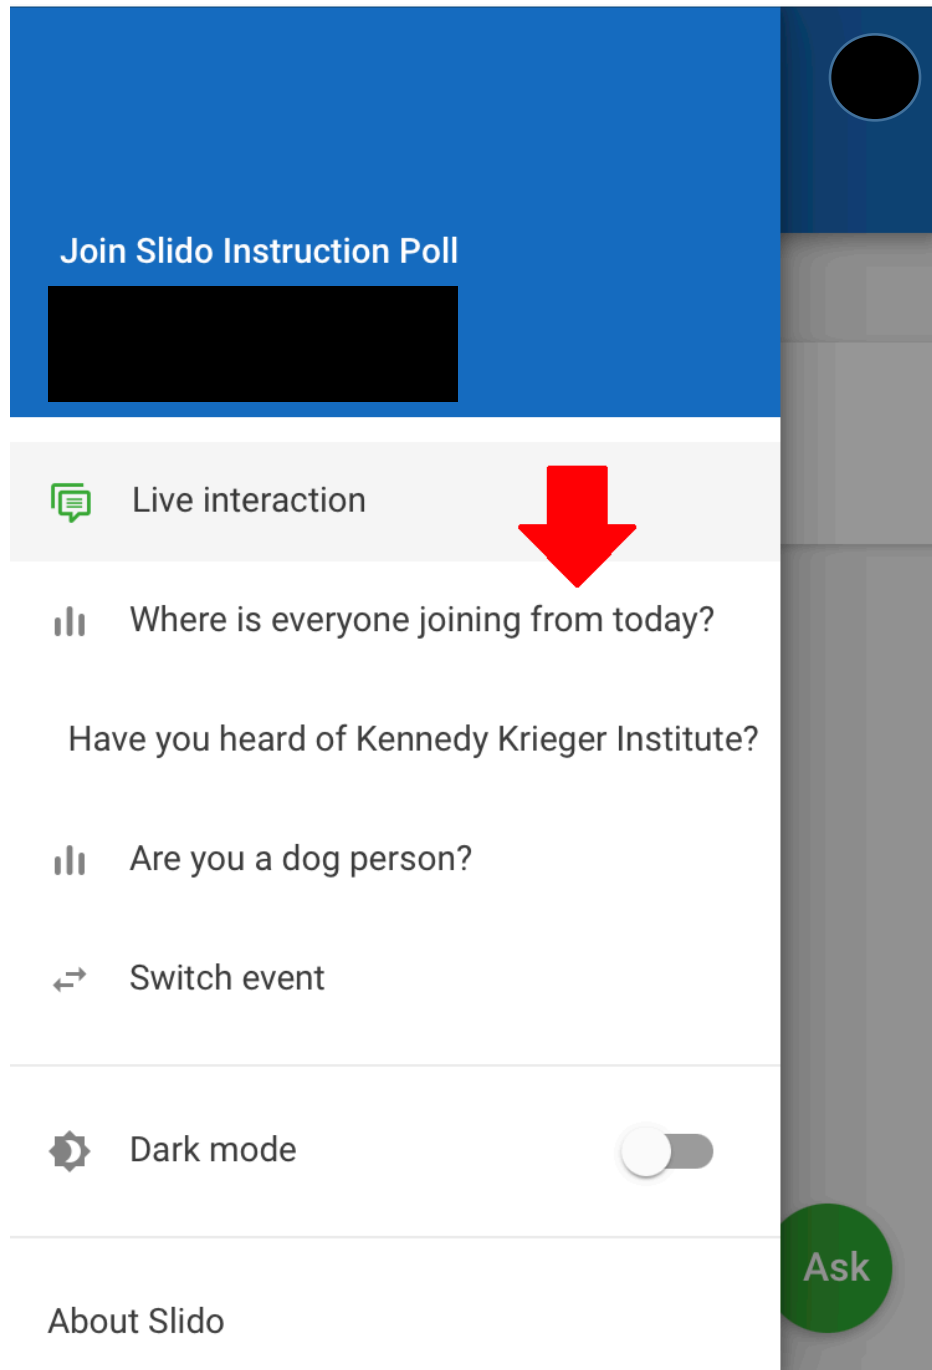 Join Slido Instruction Poll
Live interaction
Where is everyone joining from today?
Have you heard of Kennedy Krieger Institute?
Are you a dog person?
Switch event
Dark mode
Ask
About Slido